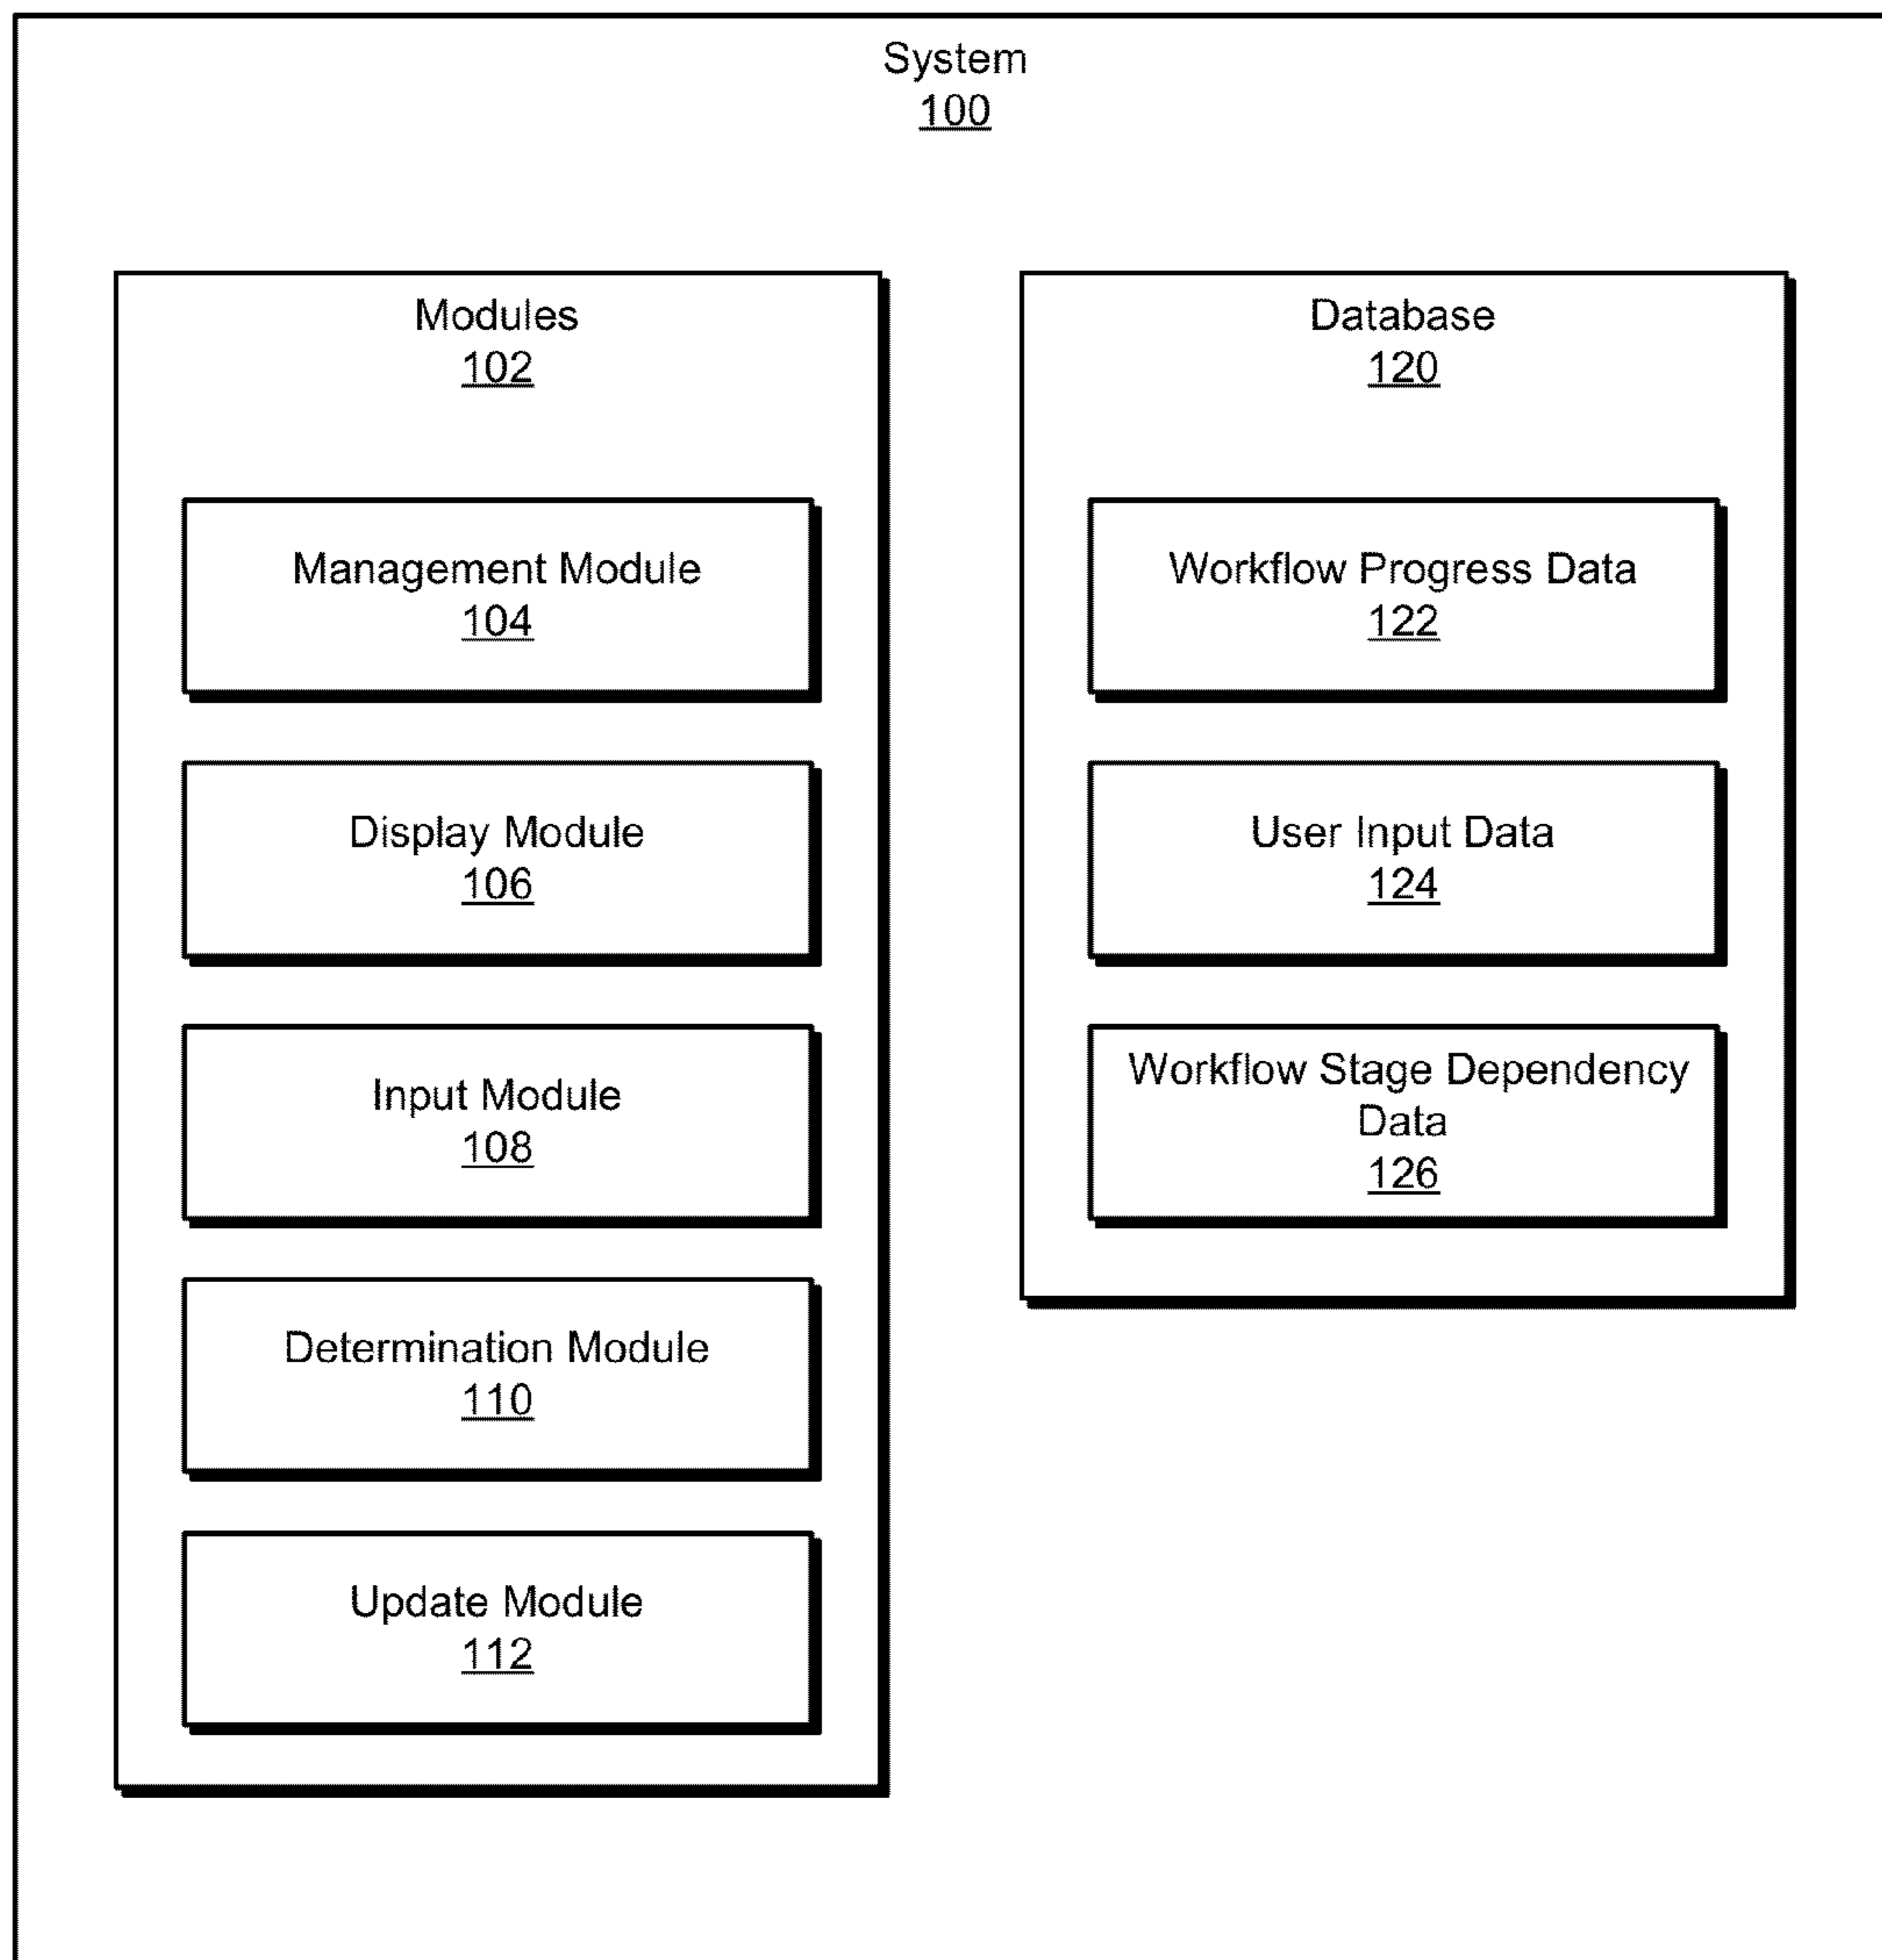 System
100
Modules
102
Management Module
104
Display Module
106
Input Module
108
Determination Module
110
Update Module
112
Database
120
Workflow Progress Data
122
User Input Data
124
Workflow Stage Dependency
Data
126